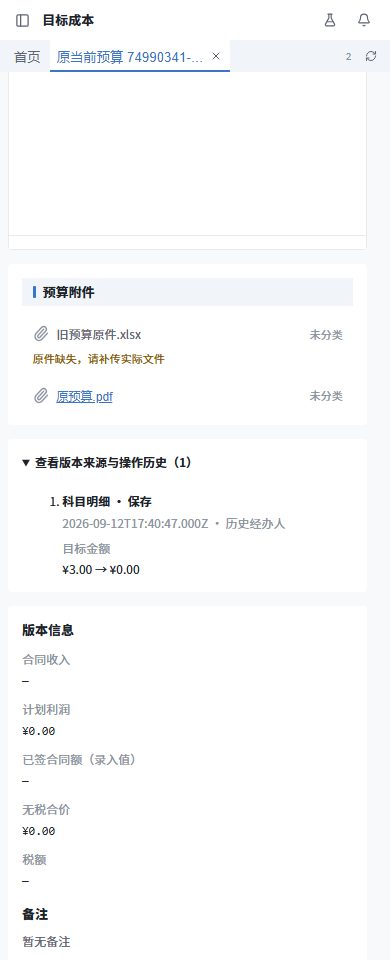 目标成本
首页
原当前预算 74990341-...
2
预算附件
旧预算原件.xlsx
未分类
原件缺失，请补传实际文件
原预算.pdf
未分类
▼ 查看版本来源与操作历史（1）
1. 科目明细 · 保存
2026-09-12T17:40:47.000Z · 历史经办人
目标金额
¥3.00 → ¥0.00
版本信息
合同收入
—
计划利润
¥0.00
已签合同额（录入值）
—
无税合价
¥0.00
税额
—
备注
暂无备注